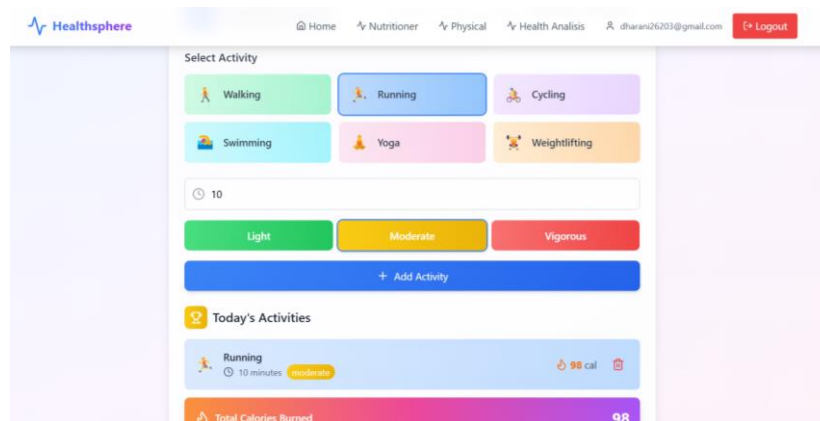 Healthsphere Home Nutritioner Physical Health Analisis dharani26203@gmail.com Logout
Select Activity
Walking Running Cycling
Swimming Yoga Weightlifting
10
Light Moderate Vigorous
+ Add Activity
Today's Activities
Running
10 minutes moderate 98 cal
Total Calories Burned 98